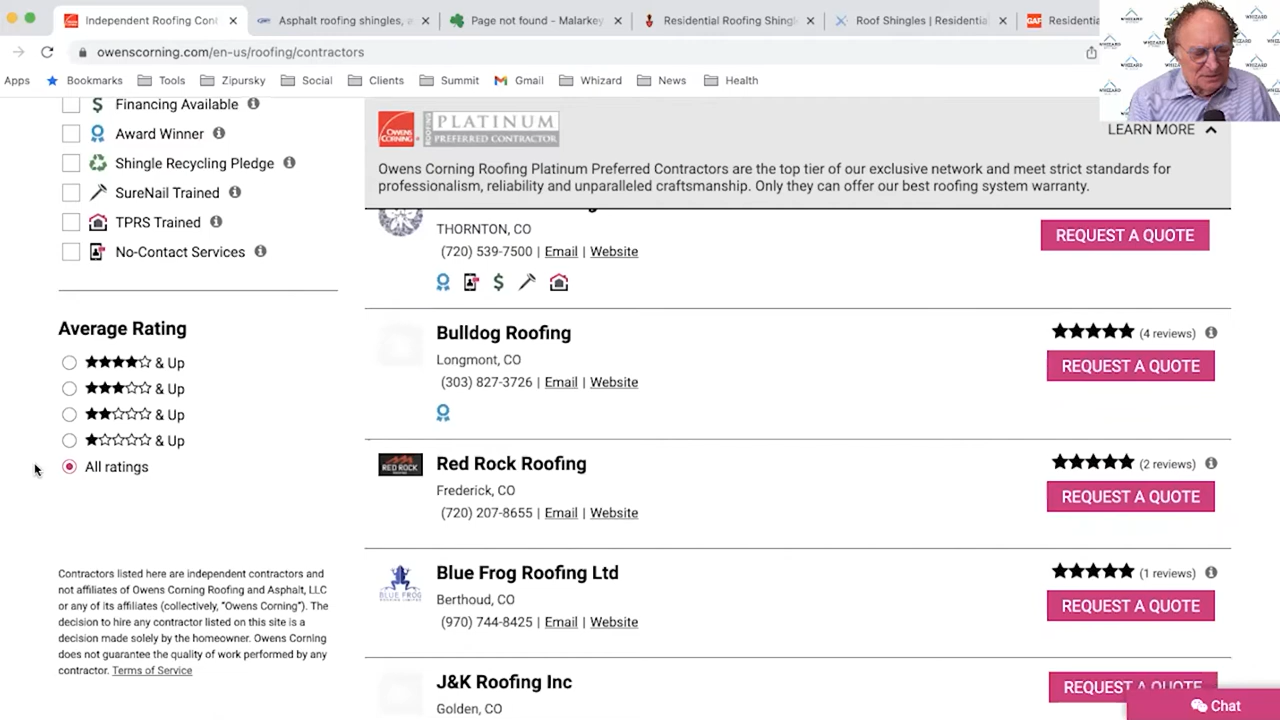 Independent Roofing Cont
Asphalt roofing shingles, a
Page not found - Malarkey
Residential Roofing Shingl
Roof Shingles | Residential
GAF
Residentia
owenscorning.com/en-us/roofing/contractors
Apps
Bookmarks
Tools
Zipursky
Social
Clients
Summit
Gmail
Whizard
News
Health
Financing Available
Award Winner
Shingle Recycling Pledge
SureNail Trained
TPRS Trained
No-Contact Services
Average Rating
& Up
& Up
& Up
& Up
All ratings
Contractors listed here are independent contractors and
not affiliates of Owens Corning Roofing and Asphalt, LLC
or any of its affiliates (collectively, “Owens Corning”). The
decision to hire any contractor listed on this site is a
decision made solely by the homeowner. Owens Corning
does not guarantee the quality of work performed by any
contractor. Terms of Service
OWENS CORNING
ROOFING
PLATINUM
PREFERRED CONTRACTOR
LEARN MORE
Owens Corning Roofing Platinum Preferred Contractors are the top tier of our exclusive network and meet strict standards for
professionalism, reliability and unparalleled craftsmanship. Only they can offer our best roofing system warranty.
THORNTON, CO
(720) 539-7500 | Email | Website
REQUEST A QUOTE
Bulldog Roofing
Longmont, CO
(303) 827-3726 | Email | Website
(4 reviews)
REQUEST A QUOTE
RED ROCK
Red Rock Roofing
Frederick, CO
(720) 207-8655 | Email | Website
(2 reviews)
REQUEST A QUOTE
BLUE FROG
Blue Frog Roofing Ltd
Berthoud, CO
(970) 744-8425 | Email | Website
(1 reviews)
REQUEST A QUOTE
J&K Roofing Inc
Golden, CO
REQUEST A QUOTE
Chat
WHIZARD